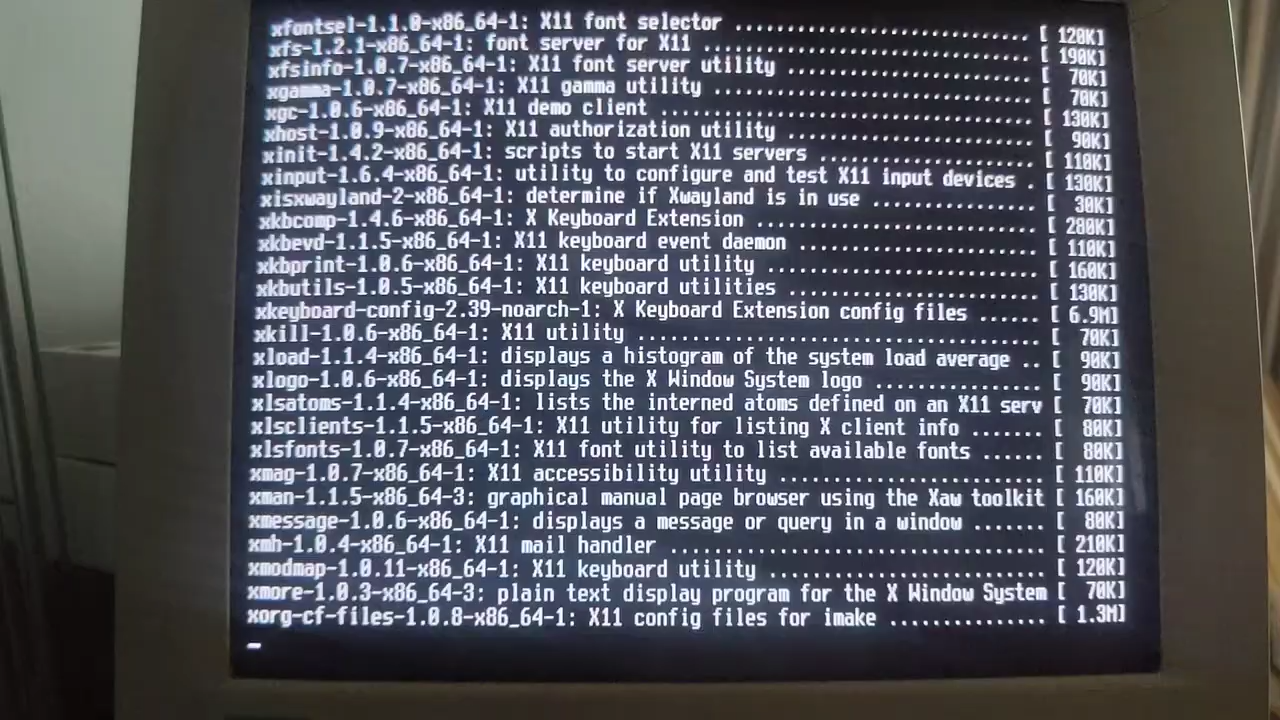 xfontsel-1.1.0-x86_64-1: X11 font selector ............................ [ 120K]
xfs-1.2.1-x86_64-1: font server for X11 ............................... [ 190K]
xfsinfo-1.0.7-x86_64-1: X11 font server utility ....................... [  70K]
xgamma-1.0.7-x86_64-1: X11 gamma utility .............................. [  70K]
xgc-1.0.6-x86_64-1: X11 demo client ................................... [ 130K]
xhost-1.0.9-x86_64-1: X11 authorization utility ....................... [  90K]
xinit-1.4.2-x86_64-1: scripts to start X11 servers .................... [ 110K]
xinput-1.6.4-x86_64-1: utility to configure and test X11 input devices . [ 130K]
xisxwayland-2-x86_64-1: determine if Xwayland is in use ............... [  30K]
xkbcomp-1.4.6-x86_64-1: X Keyboard Extension .......................... [ 280K]
xkbevd-1.1.5-x86_64-1: X11 keyboard event daemon ...................... [ 110K]
xkbprint-1.0.6-x86_64-1: X11 keyboard utility ......................... [ 160K]
xkbutils-1.0.5-x86_64-1: X11 keyboard utilities ....................... [ 130K]
xkeyboard-config-2.39-noarch-1: X Keyboard Extension config files ...... [ 6.9M]
xkill-1.0.6-x86_64-1: X11 utility ..................................... [  70K]
xload-1.1.4-x86_64-1: displays a histogram of the system load average .. [  90K]
xlogo-1.0.6-x86_64-1: displays the X Window System logo ............... [  90K]
xlsatoms-1.1.4-x86_64-1: lists the interned atoms defined on an X11 serv [  70K]
xlsclients-1.1.5-x86_64-1: X11 utility for listing X client info ....... [  80K]
xlsfonts-1.0.7-x86_64-1: X11 font utility to list available fonts ...... [  80K]
xmag-1.0.7-x86_64-1: X11 accessibility utility ........................ [ 110K]
xman-1.1.5-x86_64-3: graphical manual page browser using the Xaw toolkit [ 160K]
xmessage-1.0.6-x86_64-1: displays a message or query in a window ....... [  80K]
xmh-1.0.4-x86_64-1: X11 mail handler .................................. [ 210K]
xmodmap-1.0.11-x86_64-1: X11 keyboard utility ......................... [ 120K]
xmore-1.0.3-x86_64-3: plain text display program for the X Window System [  70K]
xorg-cf-files-1.0.8-x86_64-1: X11 config files for imake ............... [ 1.3M]